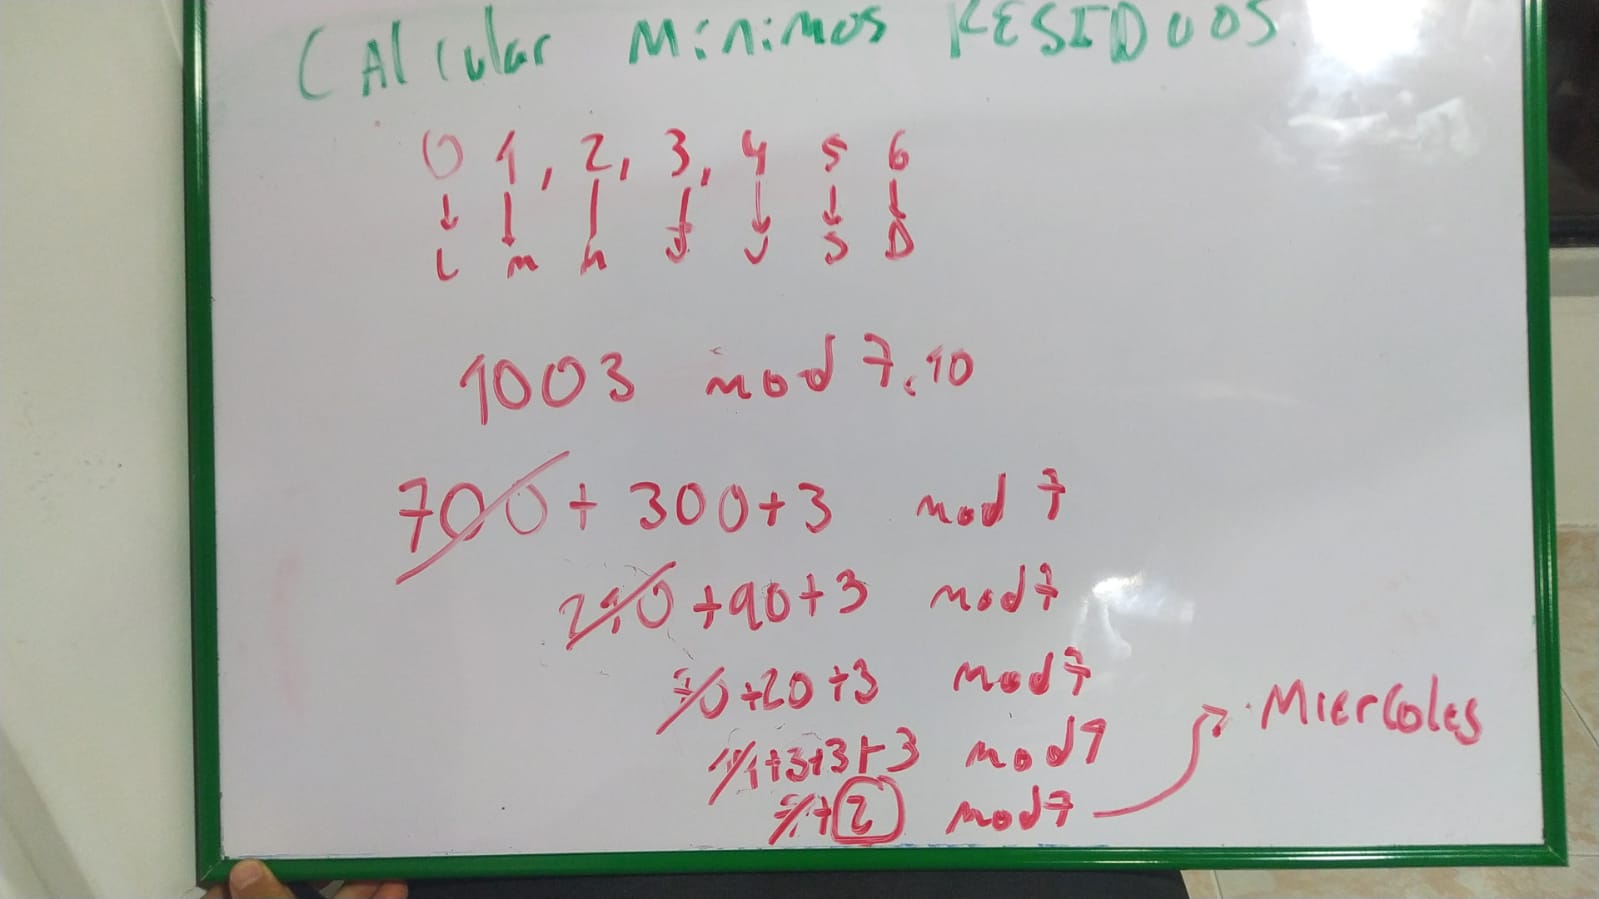 CAlcular Minimos RESIDUOS
0 1, 2, 3, 4 5 6
L m m J V S D
1003 mod 7.10
700 + 300+3 mod 7
210 +90+3 mod 7
70+20+3 mod 7
14+3+3+3 mod 7
7+2 mod 7
Miercoles